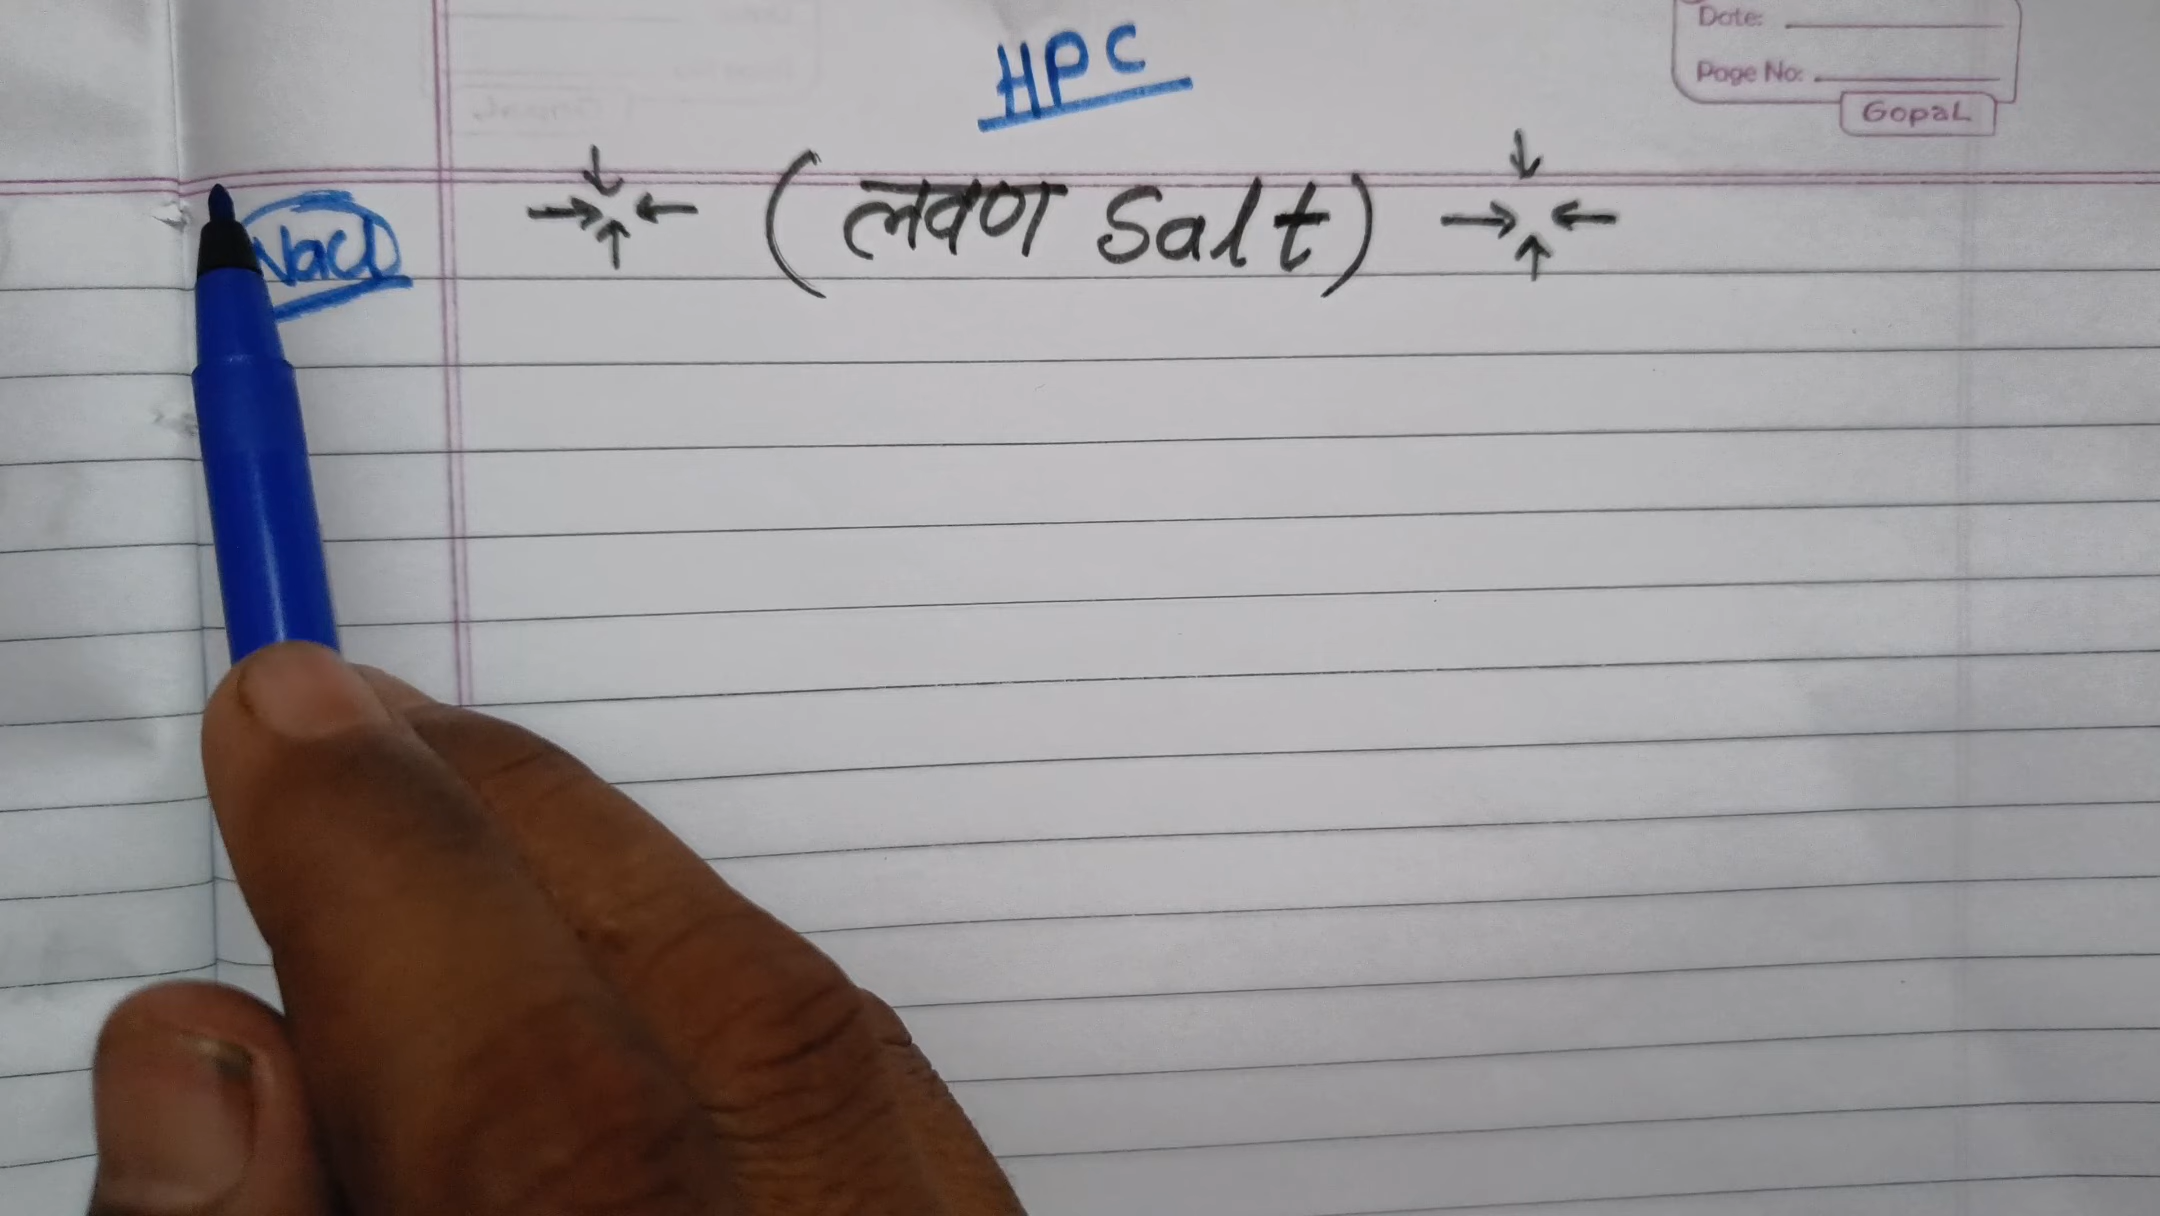 Date:
Page No:
Gopal
HPC
(लवण Salt)
Nacl